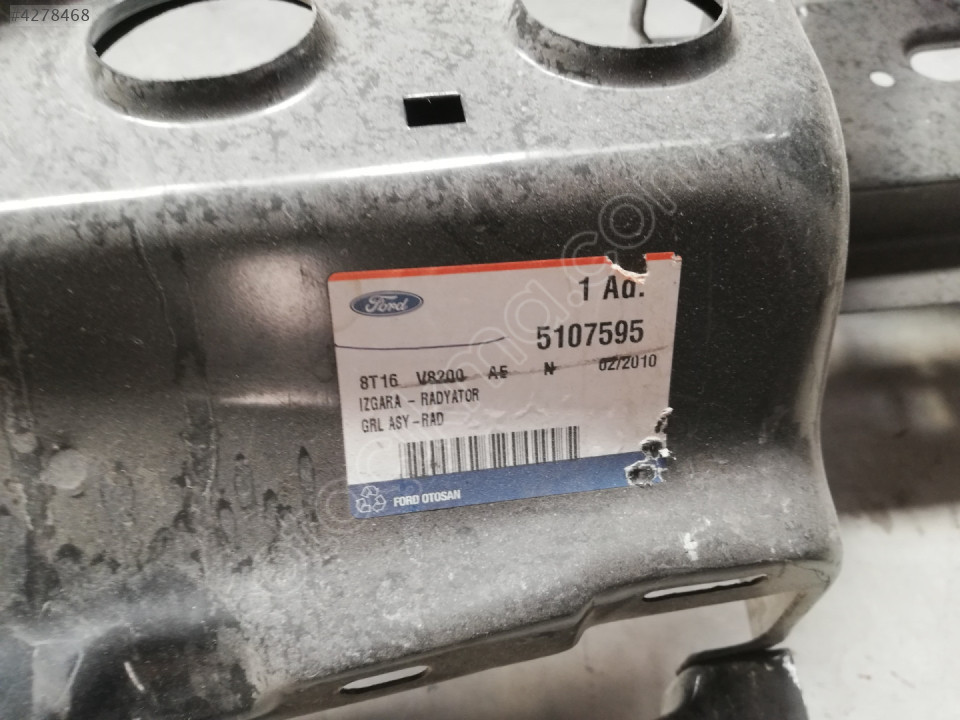 #4278468
Ford
1 Ad.
5107595
8T16 V8200 AE N 02/2010
IZGARA - RADYATOR
GRL ASY-RAD
FORD OTOSAN